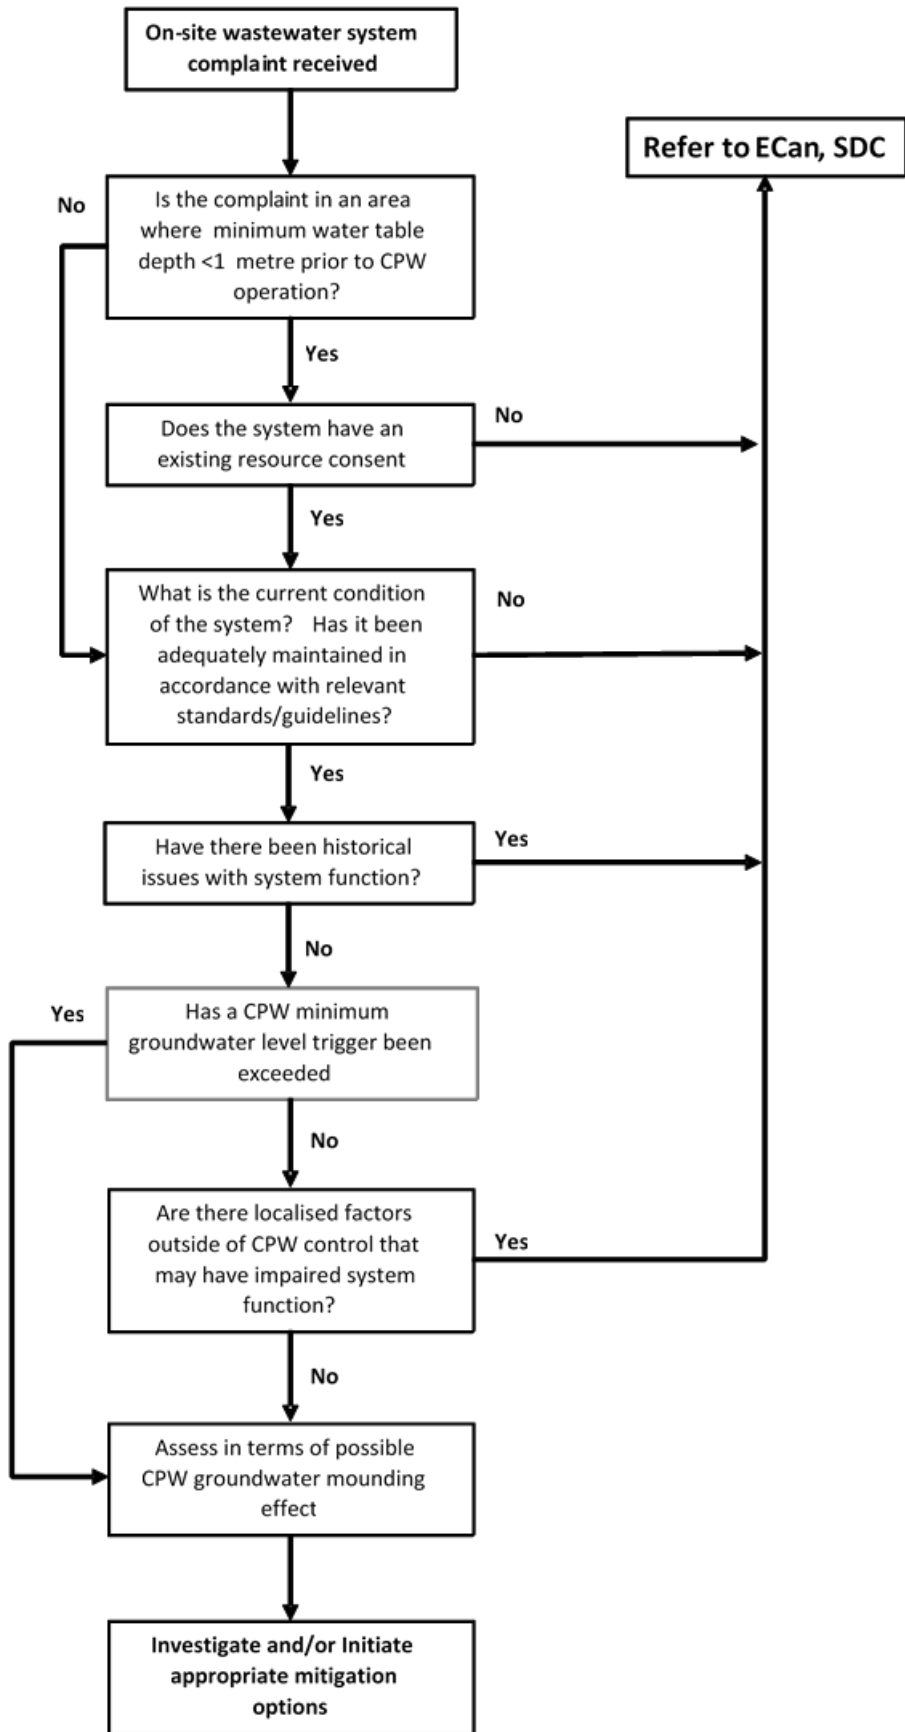 On-site wastewater system
complaint received
Refer to ECan, SDC
Is the complaint in an area
where minimum water table
depth <1 metre prior to CPW
operation?
No
Yes
Does the system have an
existing resource consent
No
Yes
What is the current condition
of the system? Has it been
adequately maintained in
accordance with relevant
standards/guidelines?
No
Yes
Have there been historical
issues with system function?
Yes
No
Has a CPW minimum
groundwater level trigger been
exceeded
Yes
No
Are there localised factors
outside of CPW control that
may have impaired system
function?
Yes
No
Assess in terms of possible
CPW groundwater mounding
effect
Investigate and/or Initiate
appropriate mitigation
options